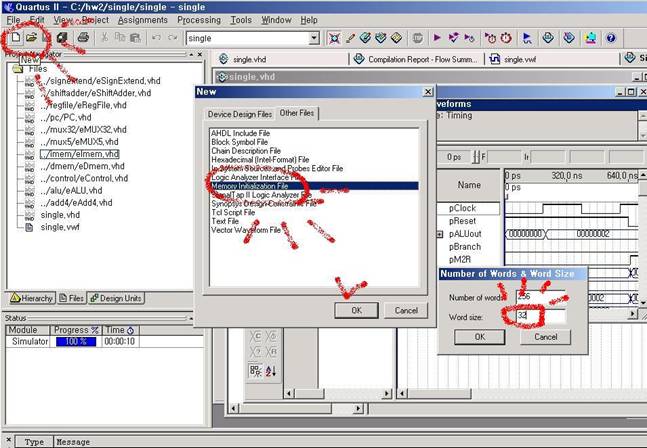 Quartus II - C:/hw2/single/single - single
File Edit View Project Assignments Processing Tools Window Help
single
New
Files
../signextend/eSignExtend.vhd
../shiftadder/eShiftAdder.vhd
../regfile/eRegFile.vhd
../pc/PC.vhd
../mux32/eMUX32.vhd
../mux5/eMUX5.vhd
../imem/eImem.vhd
../dmem/eDmem.vhd
../control/eControl.vhd
../alu/eALU.vhd
../add4/eAdd4.vhd
single.vhd
single.vwf
Hierarchy Files Design Units
Status
Module Progress % Time
Simulator 100 % 00:00:10
Type Message
single.vhd Compilation Report - Flow Summ... single.vwf
single.vhd
New
Device Design Files Other Files
AHDL Include File
Block Symbol File
Chain Description File
Hexadecimal (Intel-Format) File
In-System Sources and Probes Editor File
Logic Analyzer Interface File
Memory Initialization File
SignalTap II Logic Analyzer File
Synopsys Design Constraints File
Tcl Script File
Text File
Vector Waveform File
OK Cancel
veforms
e: Timing
0 ps
Name
0 ps 320.0 ns 640.0 ns
0 ps
pClock
pReset
pALUout 00000000 00000002
pBranch
pM2R
Number of Words & Word Size
Number of words: 256
Word size: 32
OK Cancel